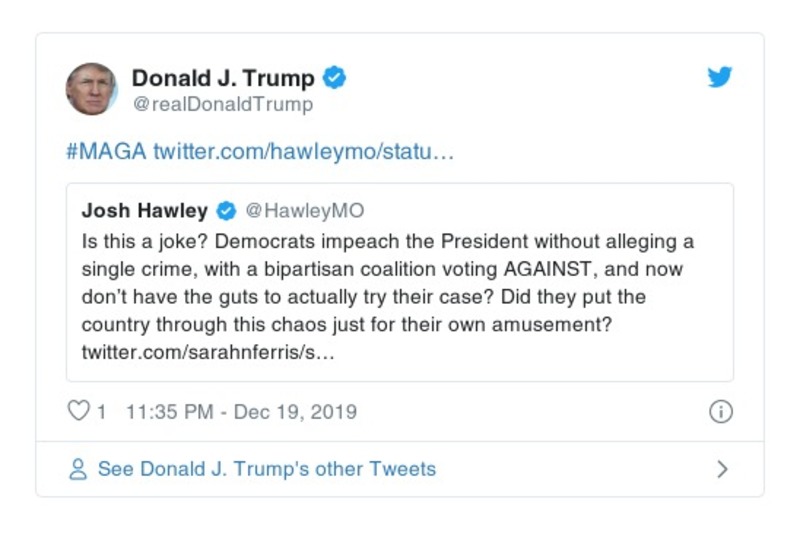 Donald J. Trump
@realDonaldTrump
#MAGA twitter.com/hawleymo/statu…
Josh Hawley @HawleyMO
Is this a joke? Democrats impeach the President without alleging a
single crime, with a bipartisan coalition voting AGAINST, and now
don’t have the guts to actually try their case? Did they put the
country through this chaos just for their own amusement?
twitter.com/sarahnferris/s…
1 11:35 PM - Dec 19, 2019
See Donald J. Trump's other Tweets